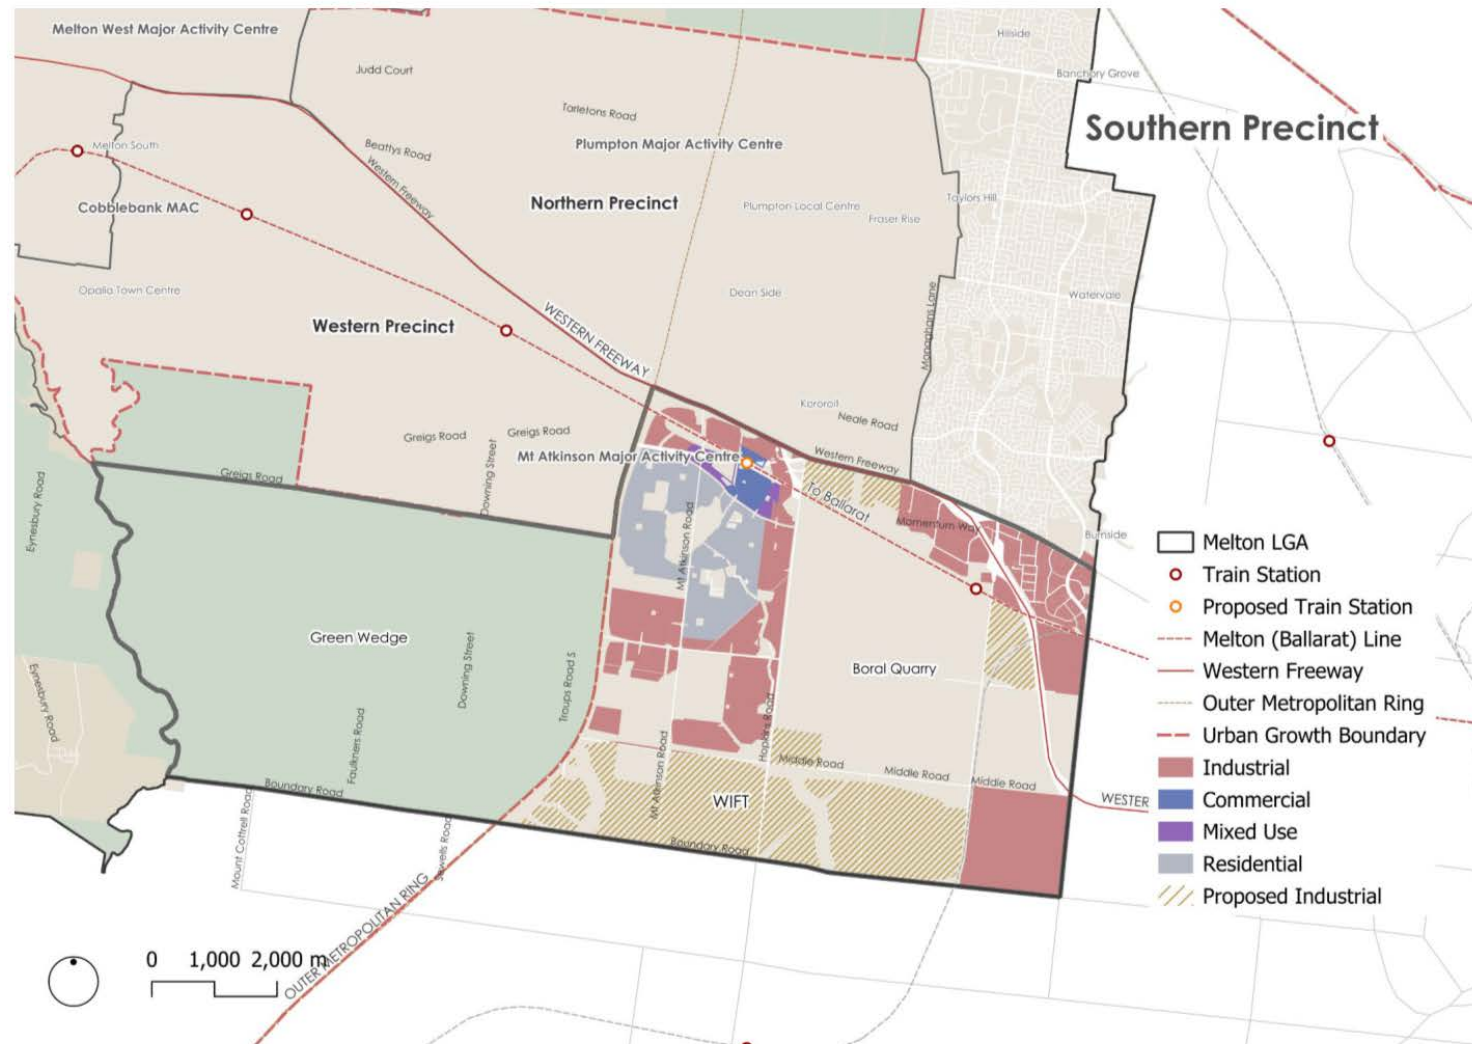 Melton West Major Activity Centre
Hillside
Judd Court
Banchory Grove
Tarletons Road
Southern Precinct
Melton South
Beattys Road
Plumpton Major Activity Centre
Western Freeway
Taylors Hill
Cobblebank MAC
Northern Precinct
Plumpton Local Centre
Fraser Rise
Opalia Town Centre
Dean Side
Watervale
Western Precinct
WESTERN FREEWAY
Monaghans Lane
Kororoit
Neale Road
Greigs Road
Greigs Road
Downing Street
Mt Atkinson Major Activity Centre
Western Freeway
Greigs Road
To Ballarat
Eynesbury Road
Mt Atkinson Road
Momentum Way
Burnside
Melton LGA
Train Station
Proposed Train Station
Green Wedge
Melton (Ballarat) Line
Downing Street
Boral Quarry
Western Freeway
Troups Road S
Eynesbury Road
Outer Metropolitan Ring
Hopkins Road
Faulkners Road
Urban Growth Boundary
Mt Atkinson Road
Middle Road
Middle Road
Middle Road
Industrial
Boundary Road
WIFT
WESTER
Commercial
Mount Cottrell Road
Sewells Road
Boundary Road
Mixed Use
Residential
OUTER METROPOLITAN RING
Proposed Industrial
0 1,000 2,000 m